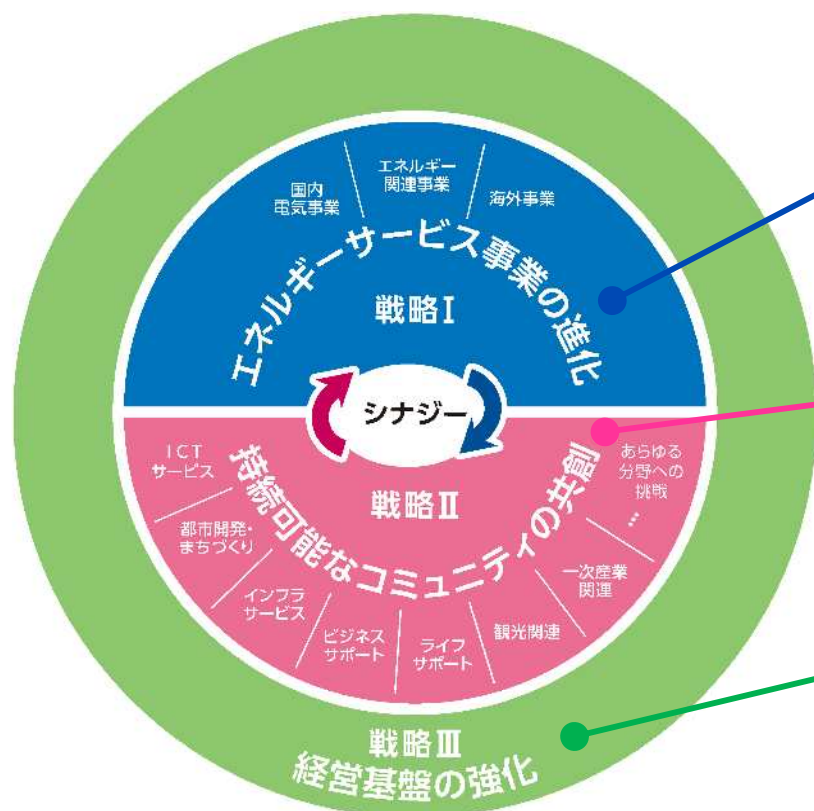 国内
電気事業
エネルギー
関連事業
海外事業
エネルギーサービス事業の進化
戦略Ⅰ
シナジー
戦略Ⅱ
持続可能なコミュニティの共創
ICT
サービス
都市開発・
まちづくり
インフラ
サービス
ビジネス
サポート
ライフ
サポート
観光関連
一次産業
関連
あらゆる
分野への
挑戦
…
戦略Ⅲ
経営基盤の強化